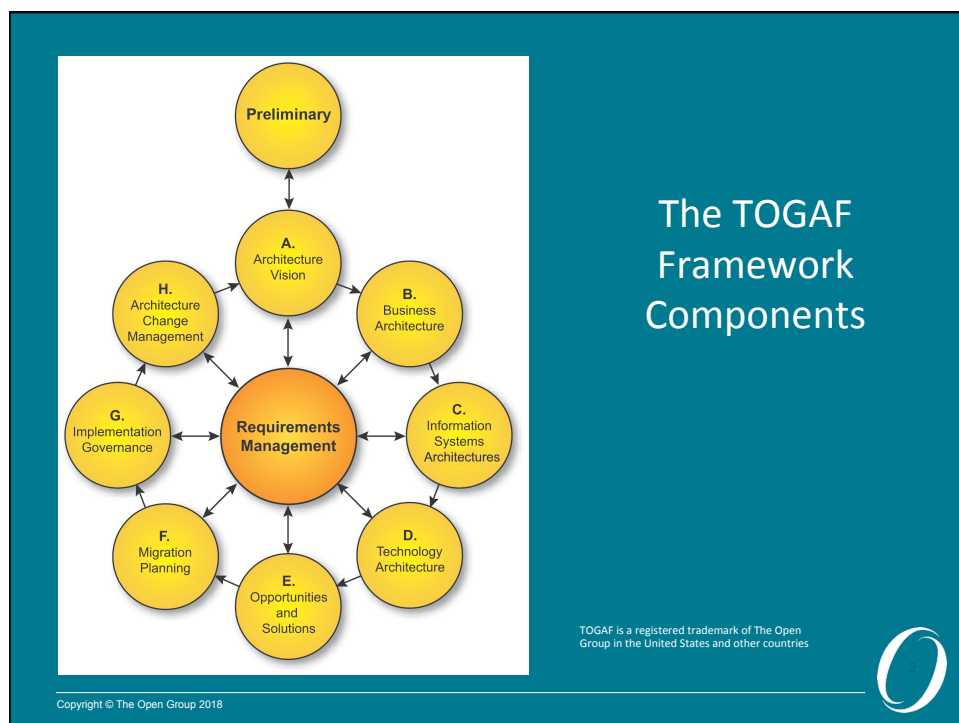 Preliminary
A.
Architecture
Vision
B.
Business
Architecture
C.
Information
Systems
Architectures
D.
Technology
Architecture
E.
Opportunities
and
Solutions
F.
Migration
Planning
G.
Implementation
Governance
H.
Architecture
Change
Management
Requirements
Management
The TOGAF
Framework
Components
TOGAF is a registered trademark of The Open
Group in the United States and other countries
2
Copyright © The Open Group 2018